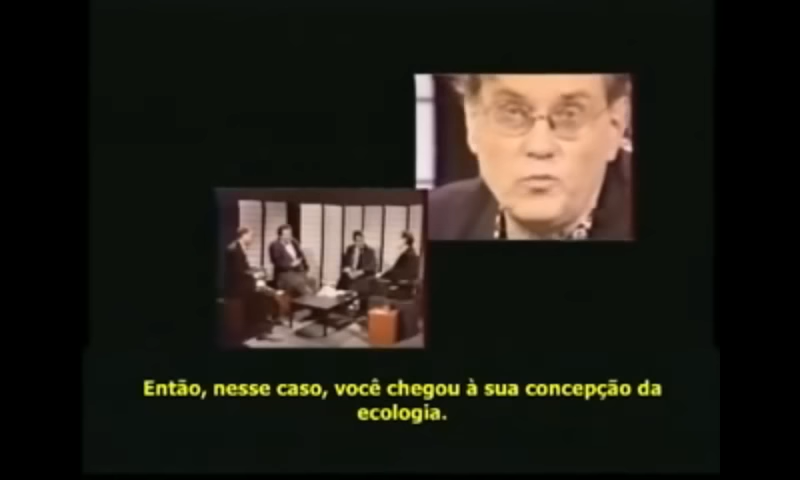 Então, nesse caso, você chegou à sua concepção da
ecologia.